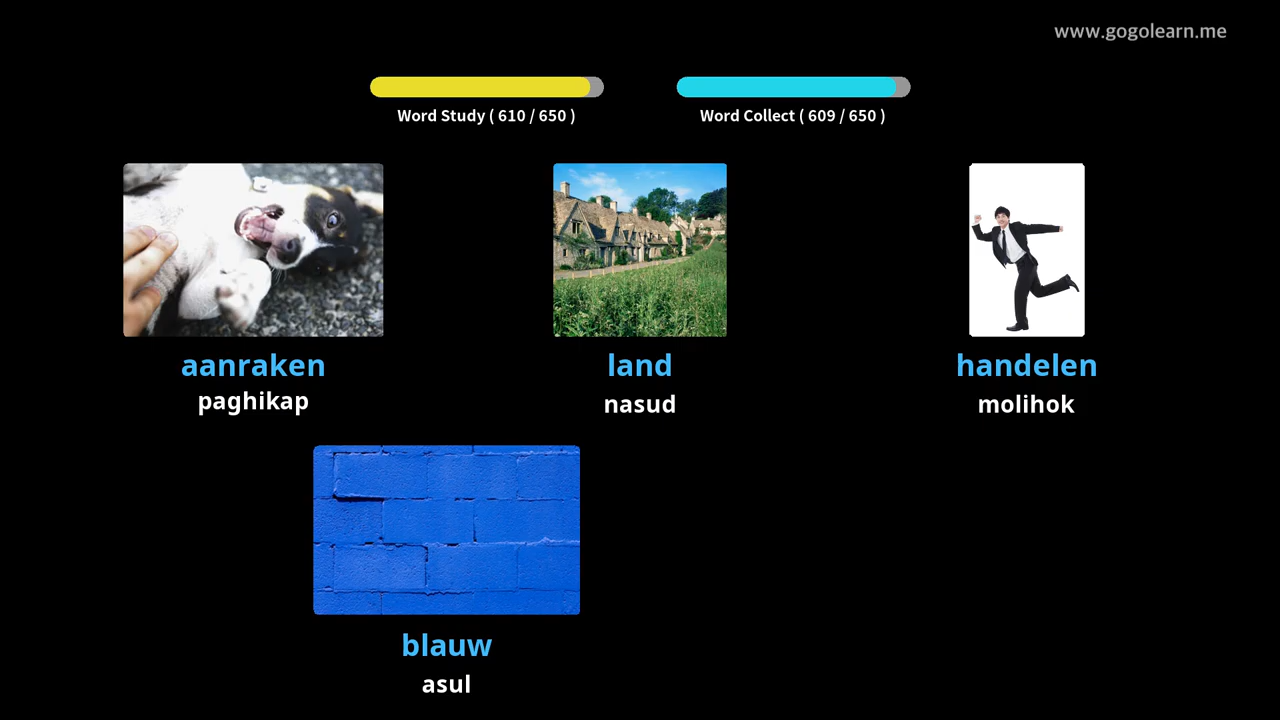 www.gogolearn.me
Word Study ( 610 / 650 )
Word Collect ( 609 / 650 )
aanraken
paghikap
land
nasud
handelen
molihok
blauw
asul